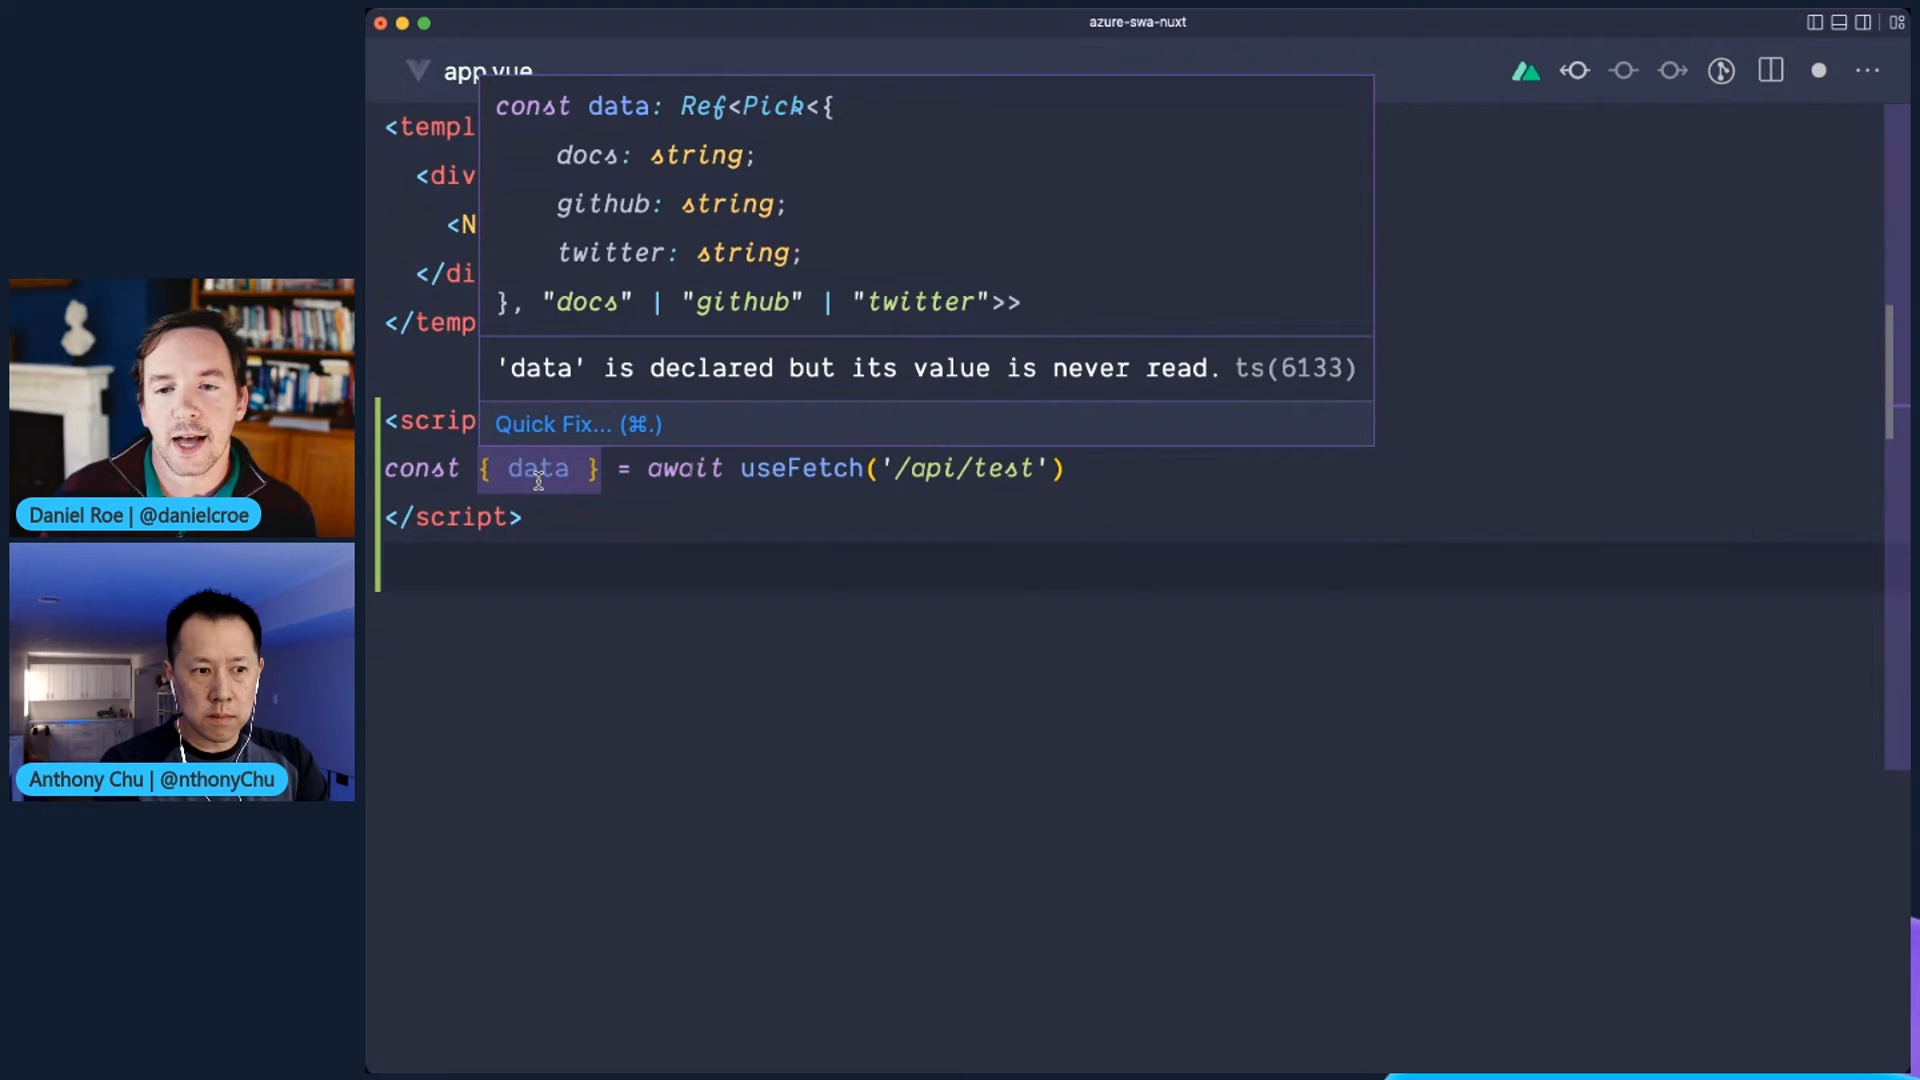 azure-swa-nuxt
app.vue
<templ
<div
<N
</di
</temp
const data: Ref<Pick<{
docs: string;
github: string;
twitter: string;
}, "docs" | "github" | "twitter">>
'data' is declared but its value is never read. ts(6133)
Quick Fix... (⌘.)
<scrip
const { data } = await useFetch('/api/test')
</script>
Daniel Roe | @danielcroe
Anthony Chu | @nthonyChu